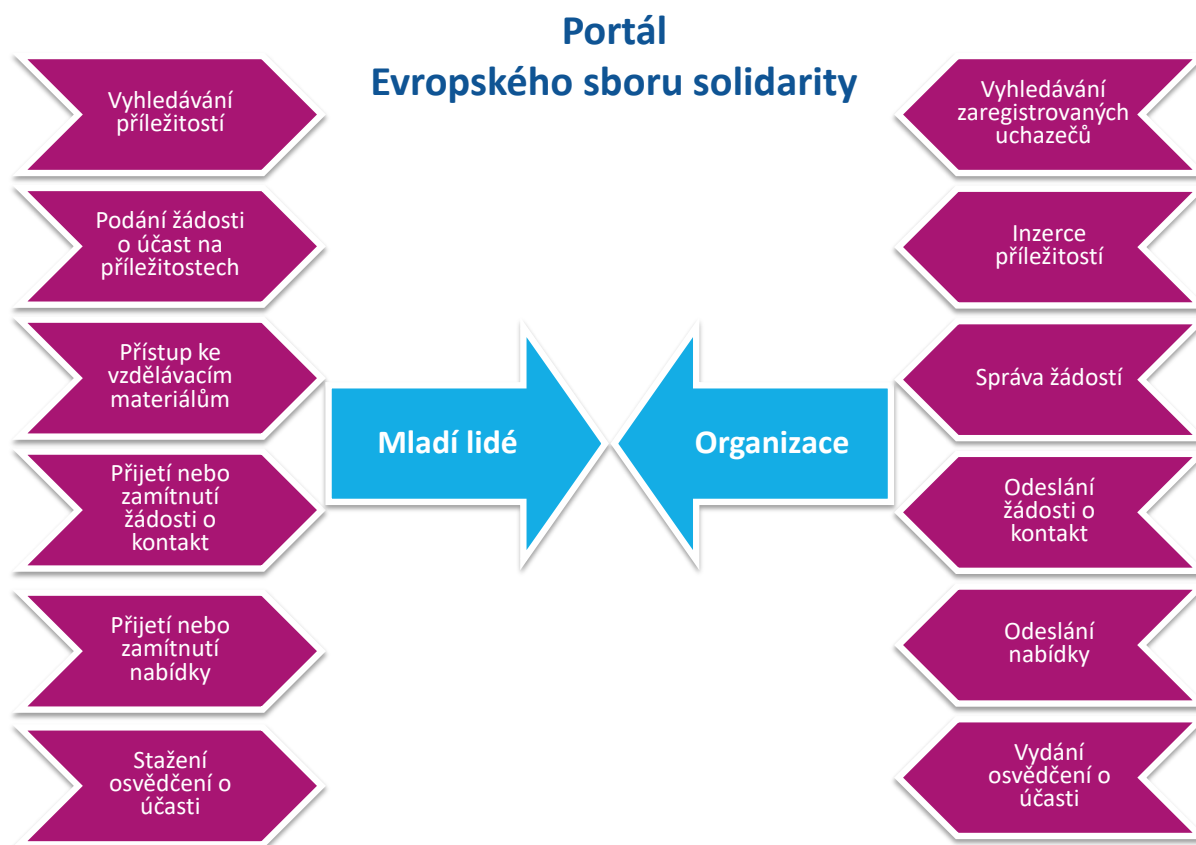 Portál
Evropského sboru solidarity
Vyhledávání
příležitostí
Podání žádosti
o účast na
příležitostech
Přístup ke
vzdělávacím
materiálům
Přijetí nebo
zamítnutí
žádosti o
kontakt
Přijetí nebo
zamítnutí
nabídky
Stažení
osvědčení o
účasti
Mladí lidé
Organizace
Vyhledávání
zaregistrovaných
uchazečů
Inzerce
příležitostí
Správa žádostí
Odeslání
žádosti o
kontakt
Odeslání
nabídky
Vydání
osvědčení o
účasti